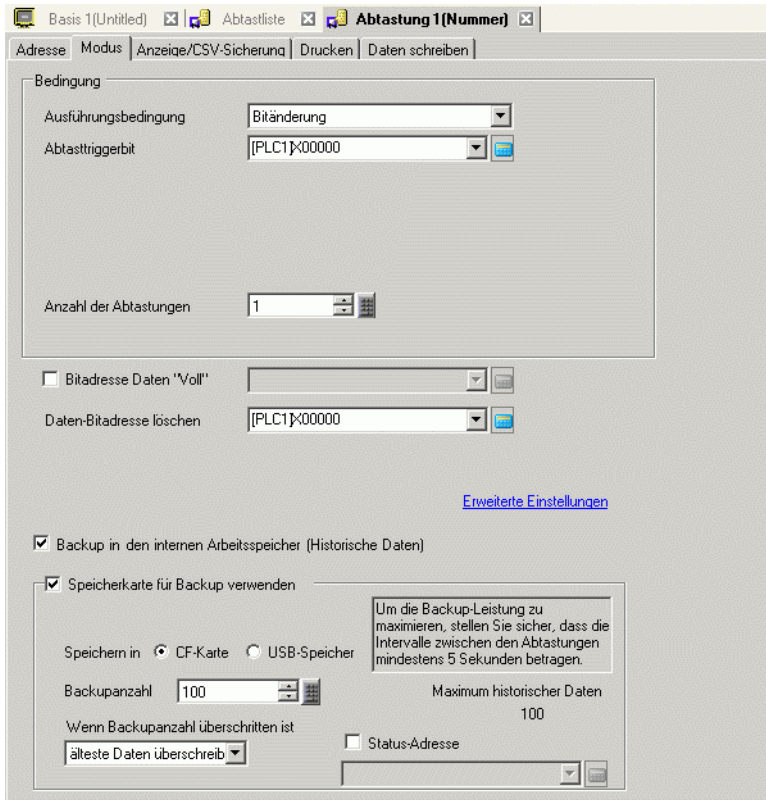 Basis 1(Untitled) Abtastliste Abtastung 1(Nummer)
Adresse Modus Anzeige/CSV-Sicherung Drucken Daten schreiben
Bedingung
Ausführungsbedingung Bitänderung
Abtasttriggerbit [PLC1]X00000
Anzahl der Abtastungen 1
Bitadresse Daten "Voll"
Daten-Bitadresse löschen [PLC1]X00000
Erweiterte Einstellungen
Backup in den internen Arbeitsspeicher (Historische Daten)
Speicherkarte für Backup verwenden
Um die Backup-Leistung zu
maximieren, stellen Sie sicher, dass die
Intervalle zwischen den Abtastungen
mindestens 5 Sekunden betragen.
Speichern in CF-Karte USB-Speicher
Backupanzahl 100 Maximum historischer Daten
100
Wenn Backupanzahl überschritten ist
älteste Daten überschreib Status-Adresse